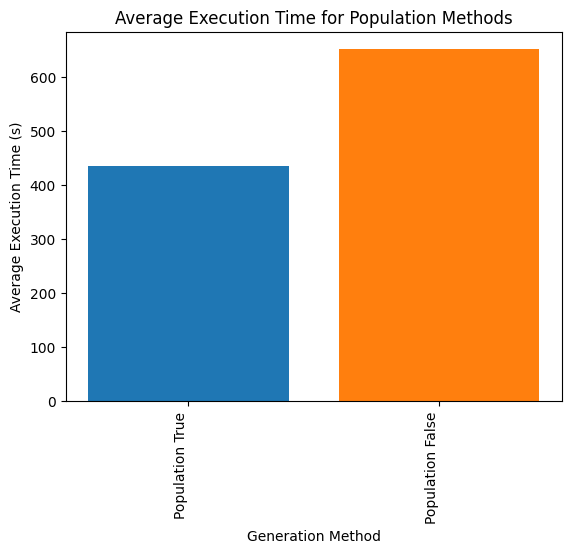 Average Execution Time for Population Methods
Average Execution Time (s)
600
500
400
300
200
100
0
Population True
Population False
Generation Method